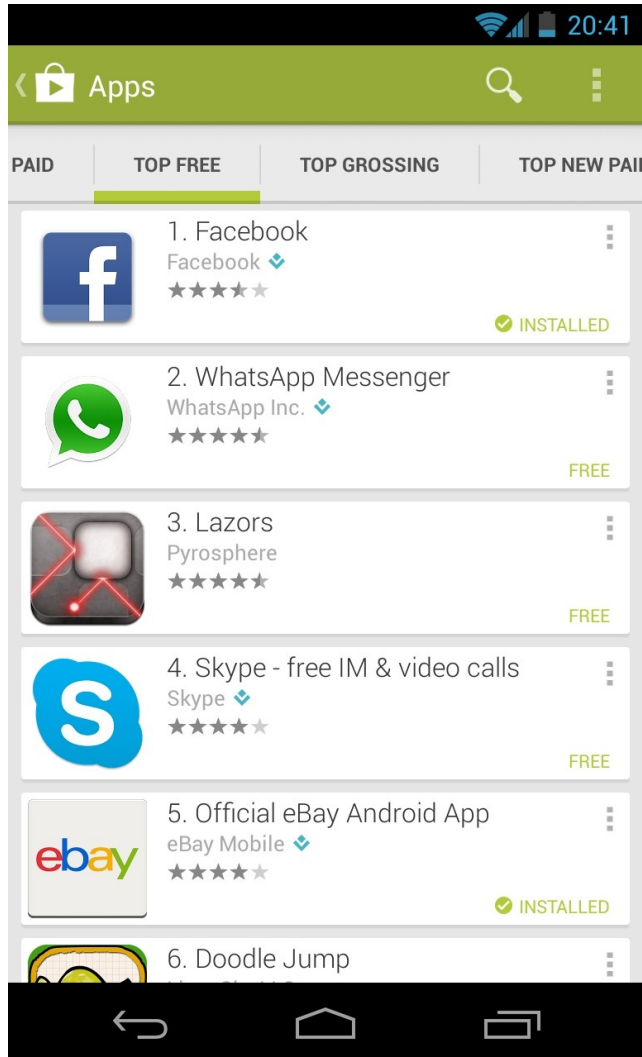 20:41
Apps
PAID TOP FREE TOP GROSSING TOP NEW
1. Facebook
Facebook
INSTALLED
2. WhatsApp Messenger
WhatsApp Inc.
FREE
3. Lazors
Pyrosphere
FREE
S
4. Skype - free IM & video calls
Skype
FREE
ebay
5. Official eBay Android App
eBay Mobile
INSTALLED
6. Doodle Jump